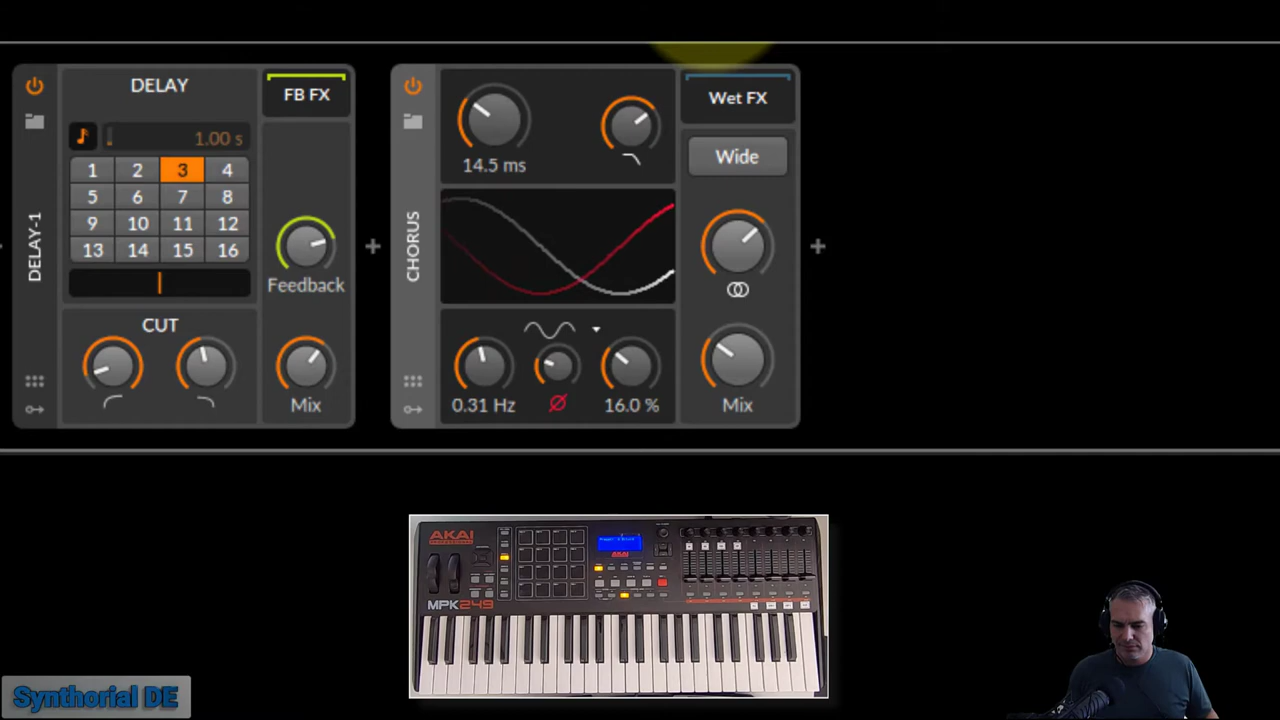 DELAY-1
DELAY
1.00 s
1 2 3 4
5 6 7 8
9 10 11 12
13 14 15 16
CUT
FB FX
Feedback
Mix
CHORUS
14.5 ms
0.31 Hz
Ø
16.0 %
Wet FX
Wide
Mix
AKAI
MPK249
Synthorial DE